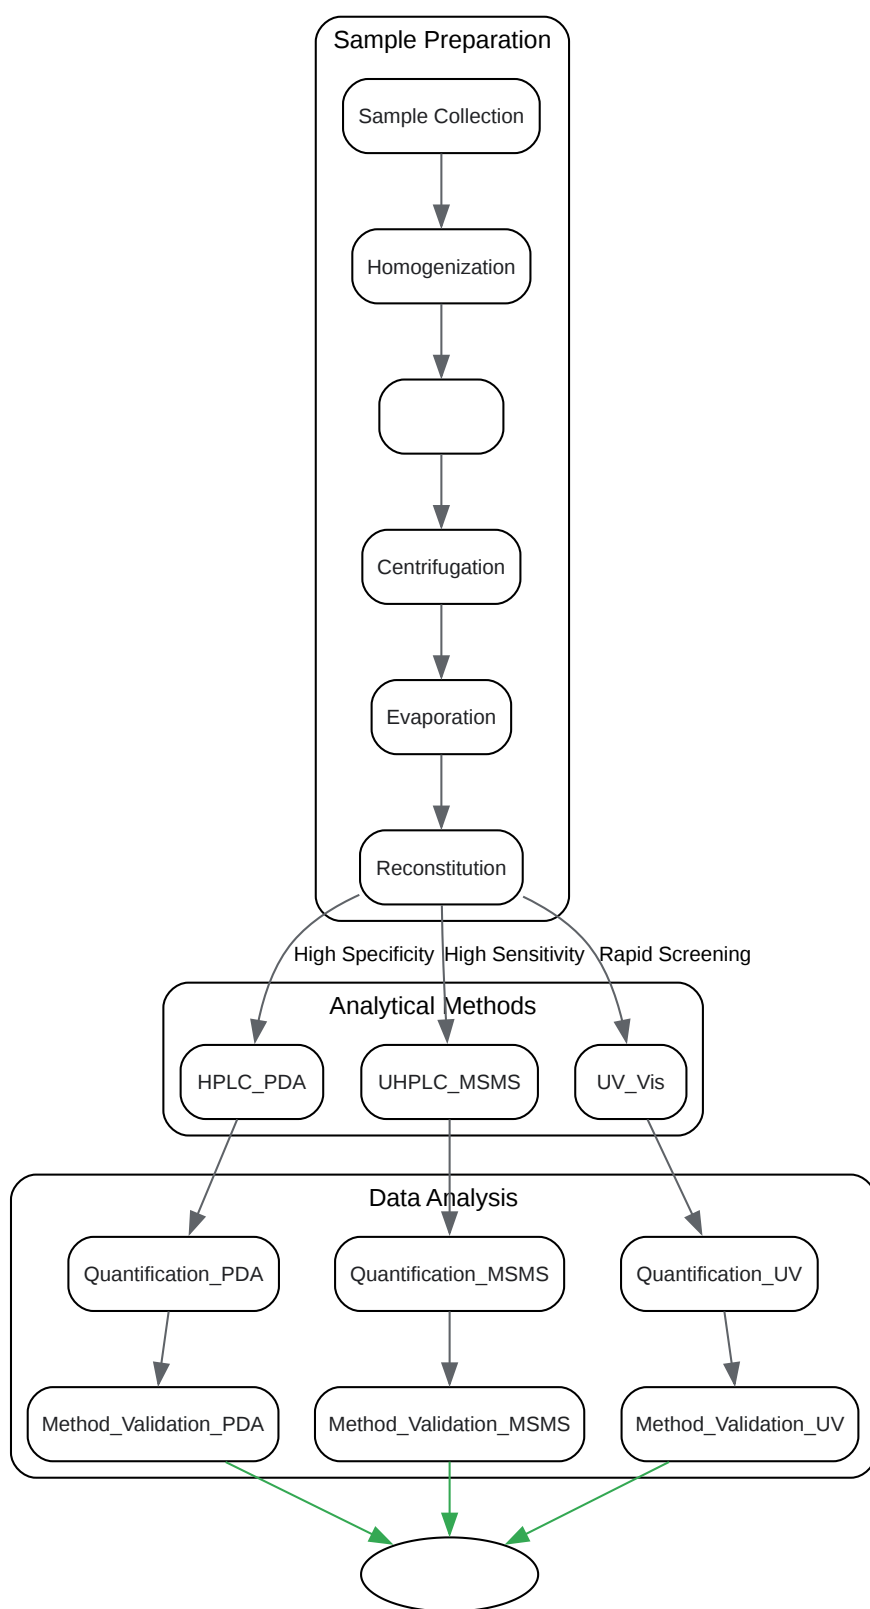 Sample Preparation
Sample Collection
Homogenization
Centrifugation
Evaporation
Reconstitution
High Specificity
High Sensitivity
Rapid Screening
Analytical Methods
HPLC_PDA
UHPLC_MSMS
UV_Vis
Data Analysis
Quantification_PDA
Quantification_MSMS
Quantification_UV
Method_Validation_PDA
Method_Validation_MSMS
Method_Validation_UV